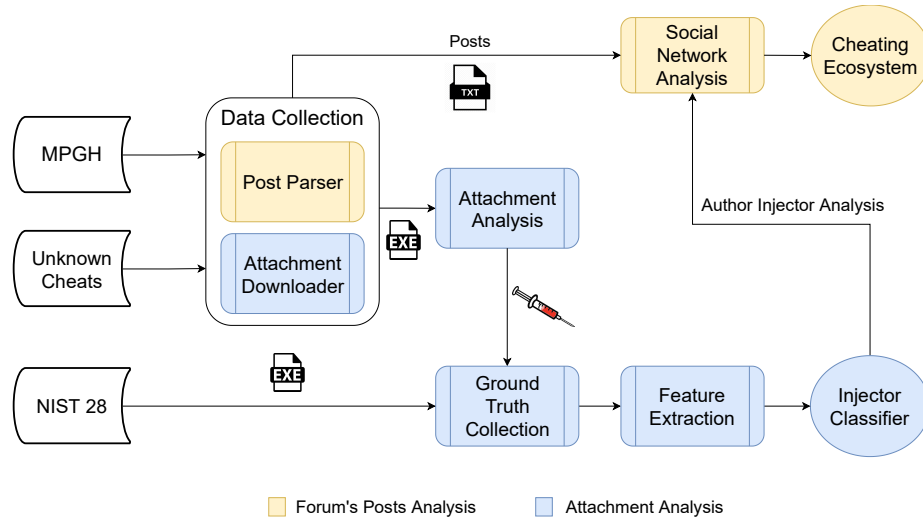 Posts
TXT
Social
Network
Analysis
Cheating
Ecosystem
Data Collection
MPGH
Post Parser
EXE
Attachment
Analysis
Author Injector Analysis
Unknown
Cheats
Attachment
Downloader
EXE
NIST 28
Ground
Truth
Collection
Feature
Extraction
Injector
Classifier
Forum's Posts Analysis
Attachment Analysis